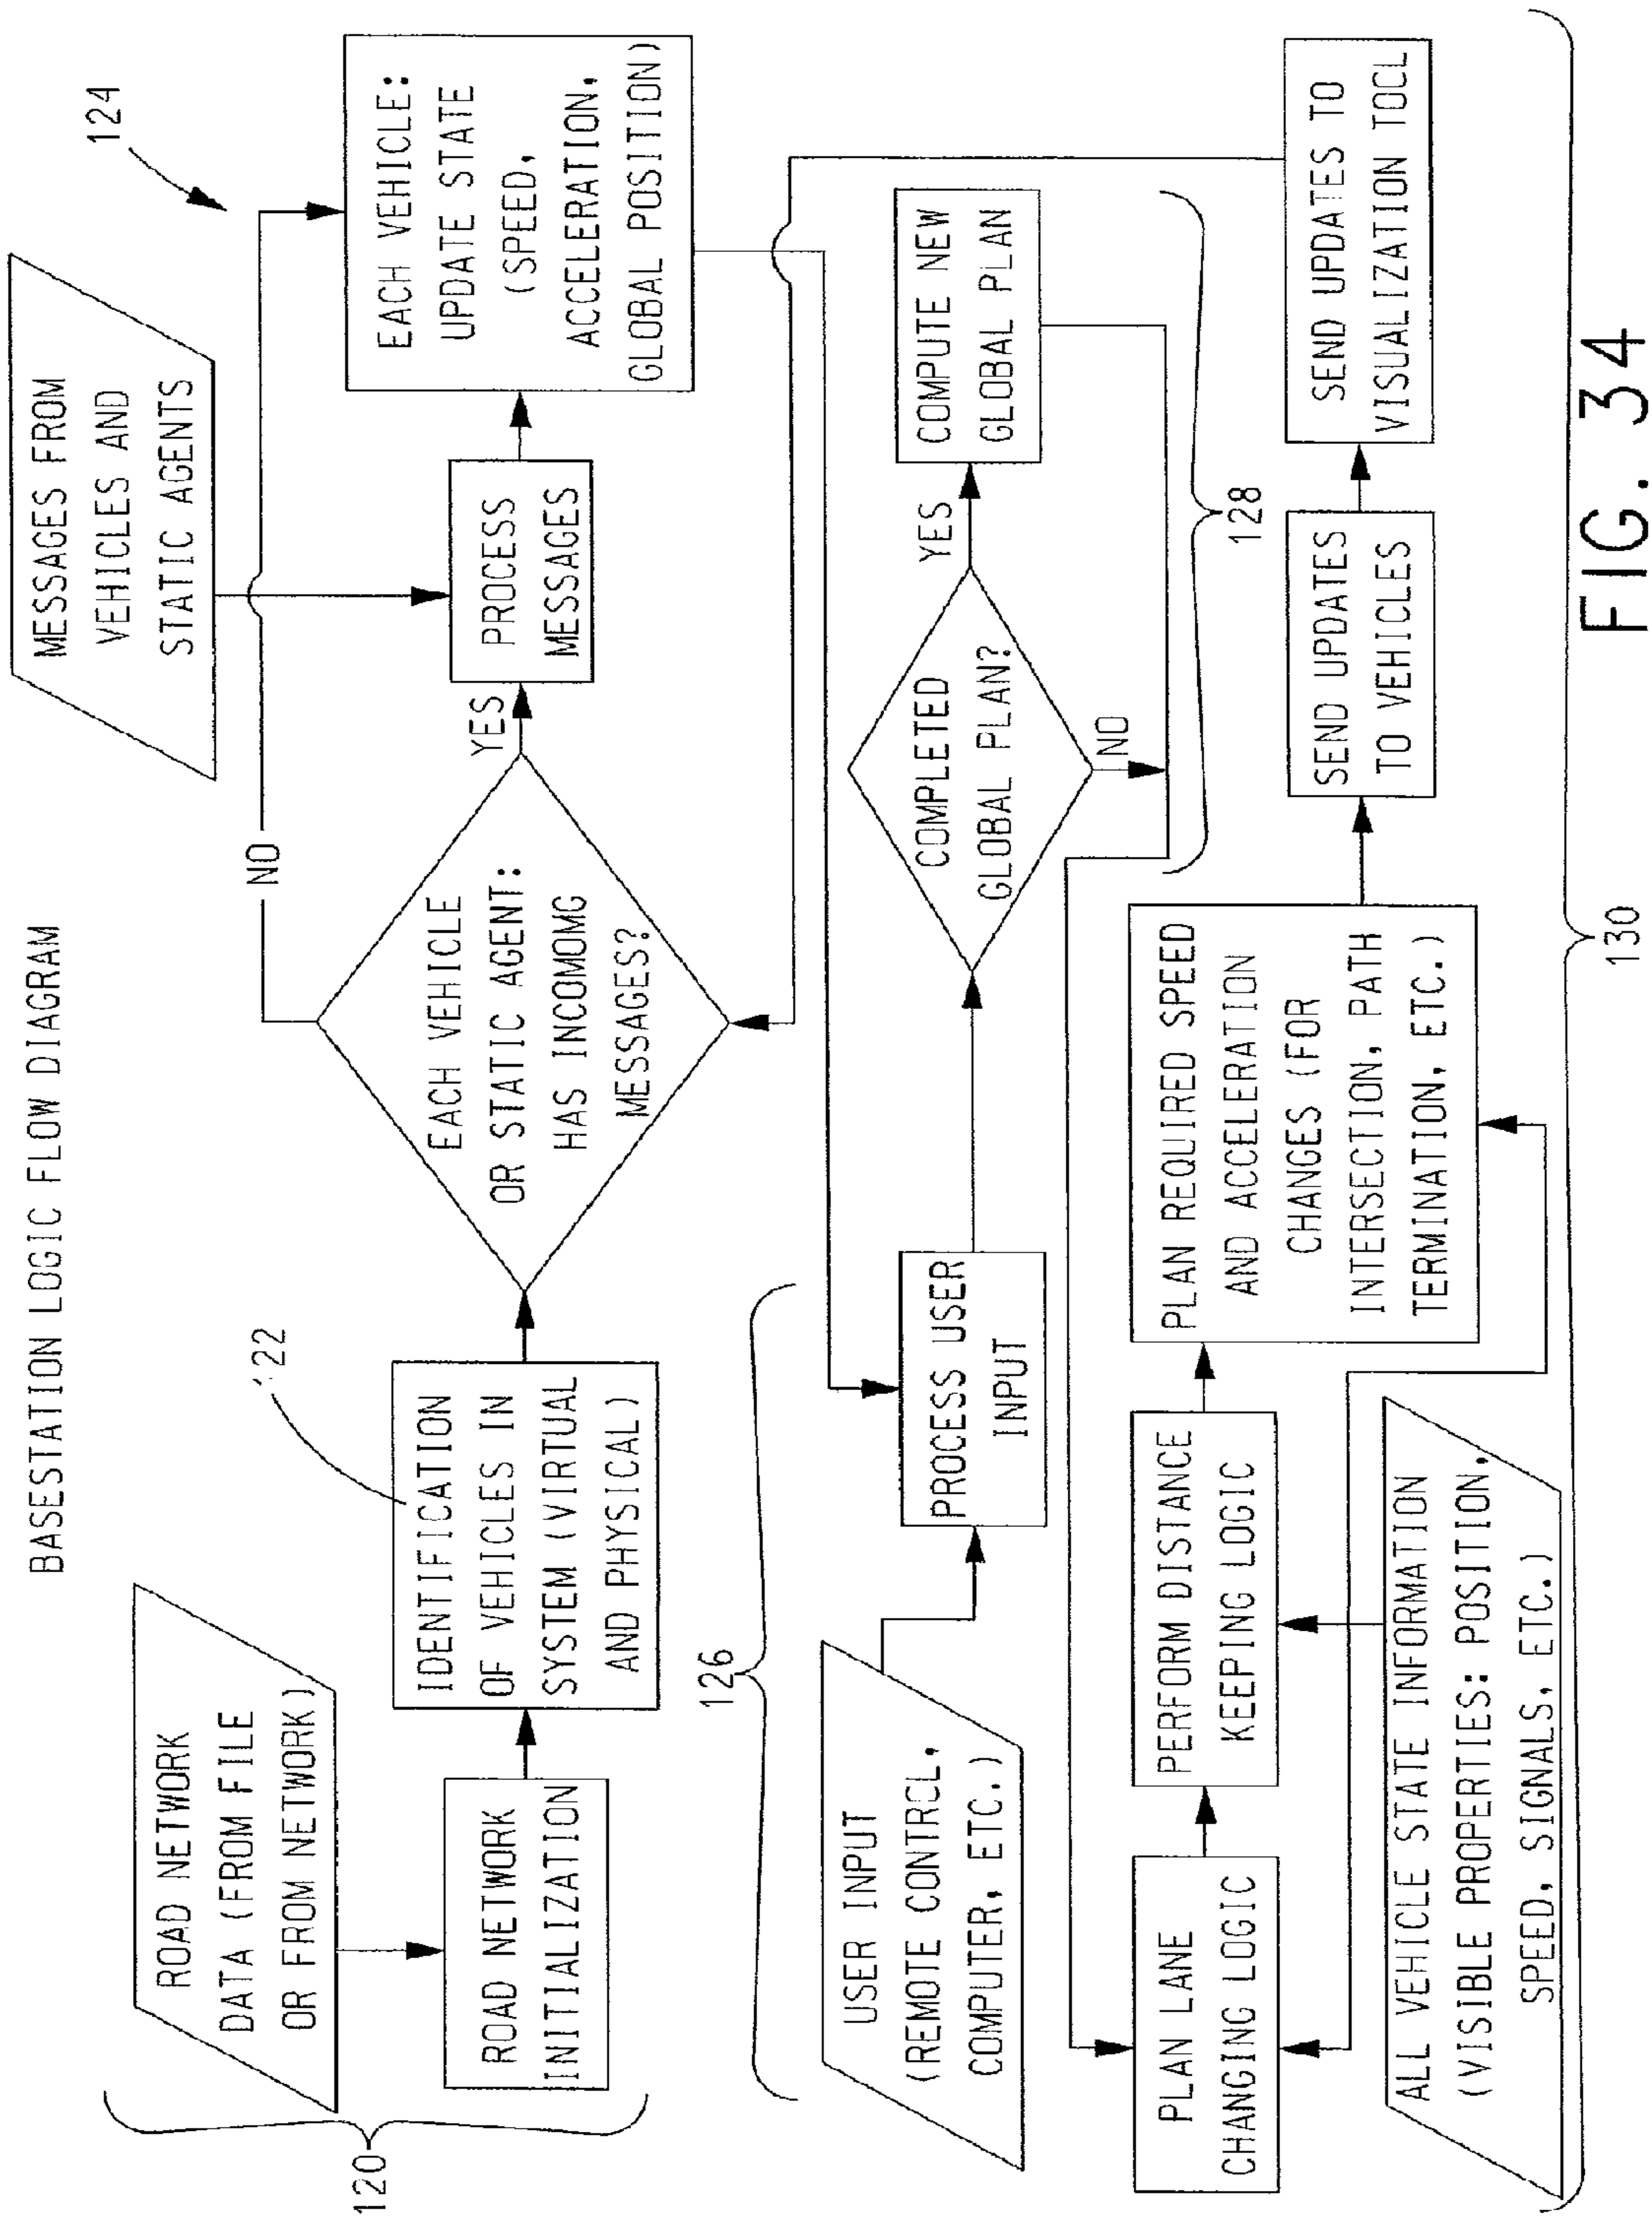 BASESTATION LOGIC FLOW DIAGRAM
ROAD NETWORK
DATA (FROM FILE
OR FROM NETWORK)
ROAD NETWORK
INITIALIZATION
120
122
IDENTIFICATION
OF VEHICLES IN
SYSTEM (VIRTUAL
AND PHYSICAL)
EACH VEHICLE
OR STATIC AGENT:
HAS INCOMOMG
MESSAGES?
NO
YES
MESSAGES FROM
VEHICLES AND
STATIC AGENTS
PROCESS
MESSAGES
124
EACH VEHICLE:
UPDATE STATE
(SPEED,
ACCELERATION,
GLOBAL POSITION)
126
USER INPUT
(REMOTE CONTROL,
COMPUTER, ETC.)
PROCESS USER
INPUT
COMPLETED
GLOBAL PLAN?
YES
NO
COMPUTE NEW
GLOBAL PLAN
128
PLAN LANE
CHANGING LOGIC
PERFORM DISTANCE
KEEPING LOGIC
PLAN REQUIRED SPEED
AND ACCELERATION
CHANGES (FOR
INTERSECTION, PATH
TERMINATION, ETC.)
SEND UPDATES
TO VEHICLES
SEND UPDATES TO
VISUALIZATION TOCL
ALL VEHICLE STATE INFORMATION
(VISIBLE PROPERTIES: POSITION,
SPEED, SIGNALS, ETC.)
130
FIG. 34